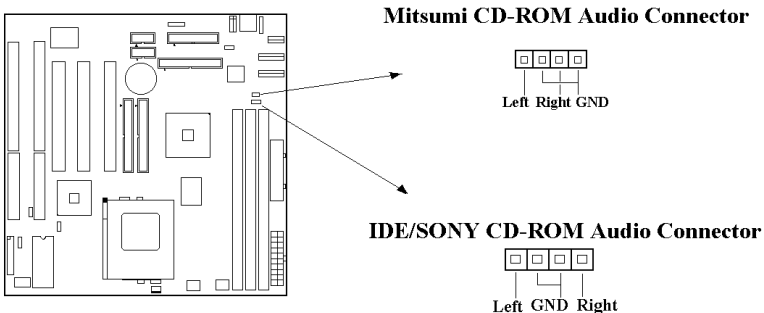 Mitsumi CD-ROM Audio Connector
Left Right GND
IDE/SONY CD-ROM Audio Connector
Left GND Right